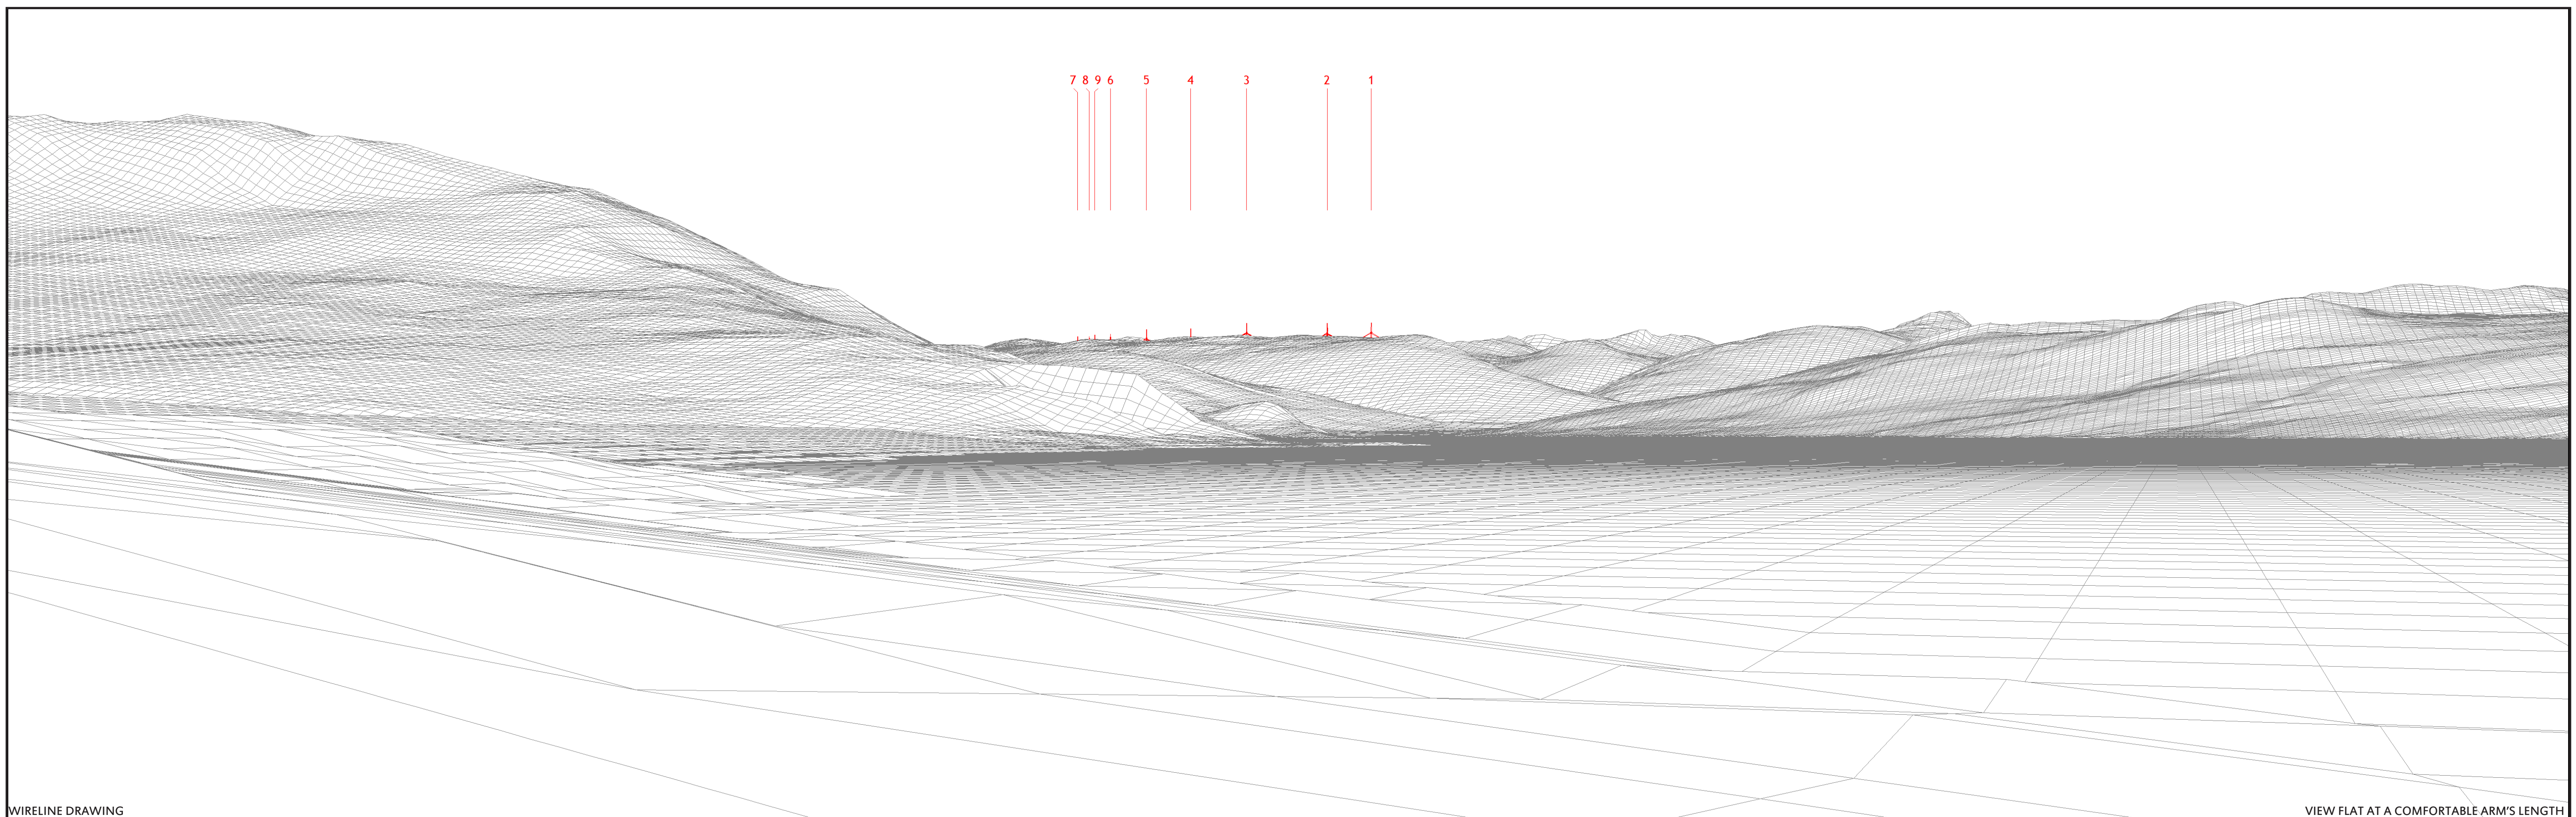 7 8 9 6 5 4 3 2 1
WIRELINE DRAWING
VIEW FLAT AT A COMFORTABLE ARM'S LENGTH